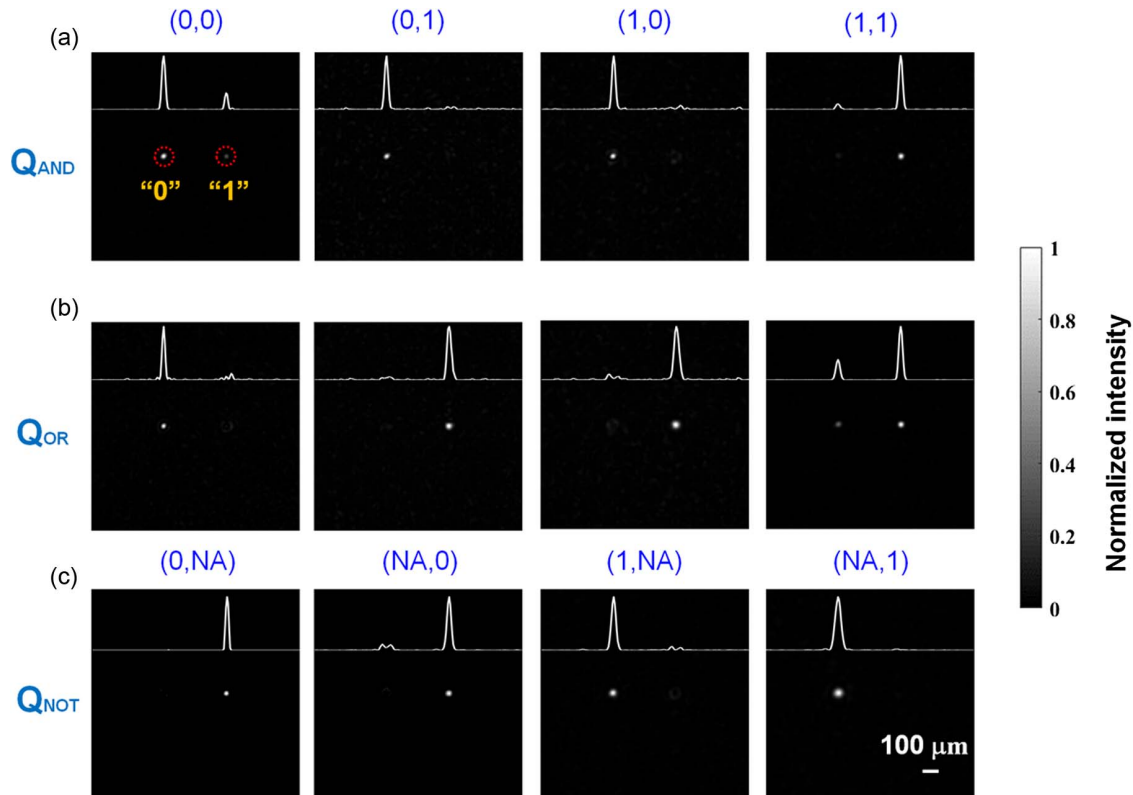 (0,0) (0,1) (1,0) (1,1)
(a)
QAND
“0” “1”
(b)
QOR
(0,NA) (NA,0) (1,NA) (NA,1)
(c)
QNOT
100 μm
1
0.8
0.6
0.4
0.2
0
Normalized intensity